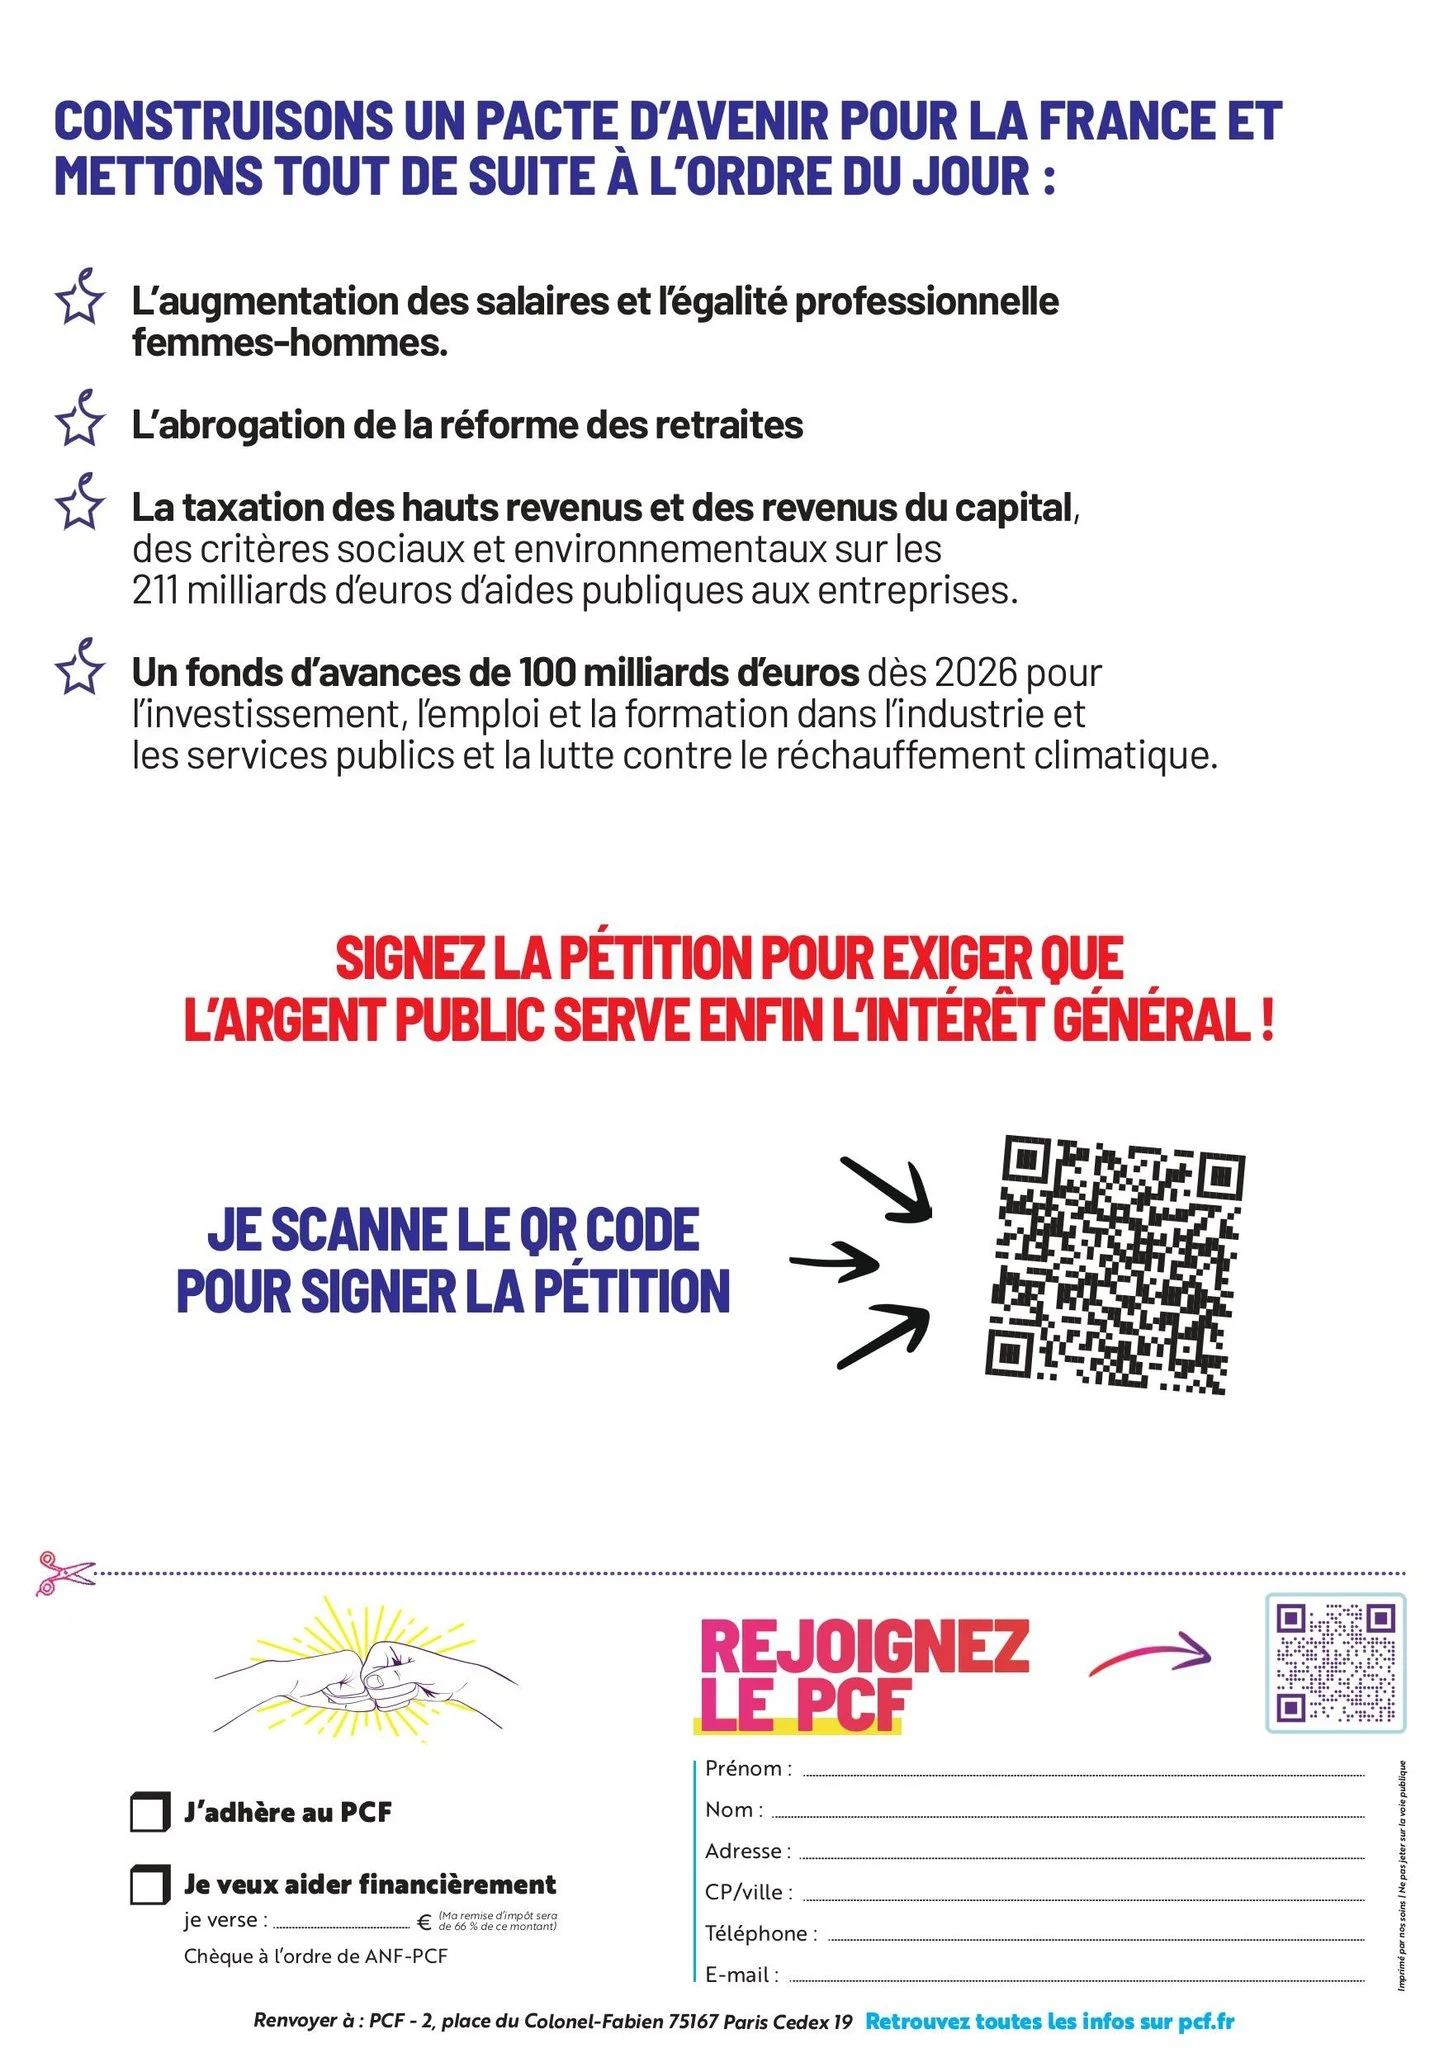 CONSTRUISONS UN PACTE D'AVENIR POUR LA FRANCE ET
METTONS TOUT DE SUITE À L'ORDRE DU JOUR :
L'augmentation des salaires et l'égalité professionnelle
femmes-hommes.
L'abrogation de la réforme des retraites
La taxation des hauts revenus et des revenus du capital,
des critères sociaux et environnementaux sur les
211 milliards d'euros d'aides publiques aux entreprises.
Un fonds d'avances de 100 milliards d'euros dès 2026 pour
l'investissement, l'emploi et la formation dans l'industrie et
les services publics et la lutte contre le réchauffement climatique.
SIGNEZ LA PÉTITION POUR EXIGER QUE
L'ARGENT PUBLIC SERVE ENFIN L'INTÉRÊT GÉNÉRAL !
JE SCANNE LE QR CODE
POUR SIGNER LA PÉTITION
REJOIGNEZ
LE PCF
J'adhère au PCF
Je veux aider financièrement
je verse : € (Ma remise d'impôt sera
de 66 % de ce montant)
Chèque à l'ordre de ANF-PCF
Prénom :
Nom :
Adresse :
CP/ville :
Téléphone :
E-mail :
Imprimé par nos soins / Ne pas jeter sur la voie publique
Renvoyer à : PCF - 2, place du Colonel-Fabien 75167 Paris Cedex 19 Retrouvez toutes les infos sur pcf.fr